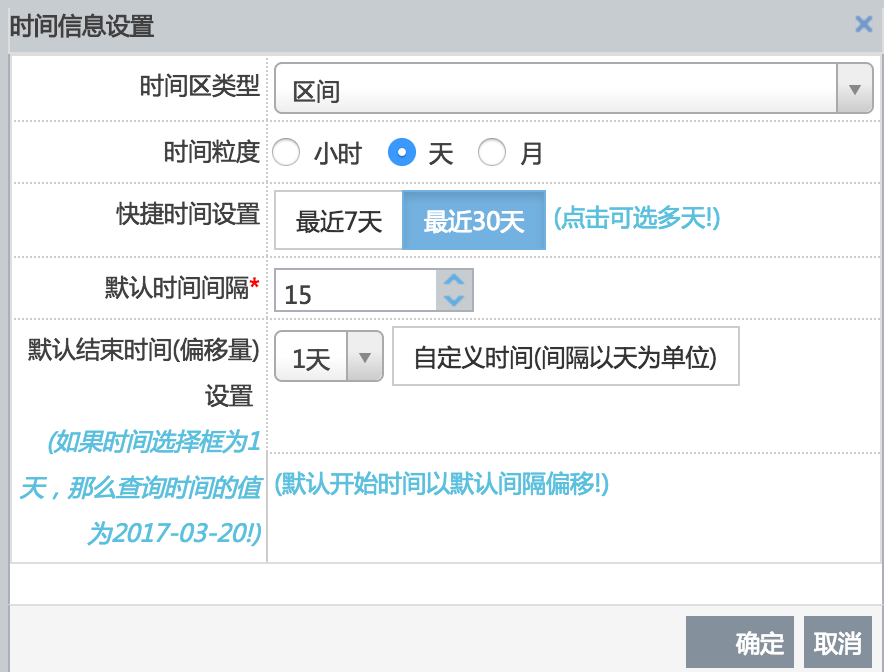 时间信息设置
时间区类型 区间
时间粒度 小时 天 月
快捷时间设置 最近7天 最近30天 (点击可选多天!)
默认时间间隔* 15
默认结束时间(偏移量) 1天 自定义时间(间隔以天为单位)
设置
(如果时间选择框为1
天，那么查询时间的值 (默认开始时间以默认间隔偏移!)
为2017-03-20!)
确定 取消